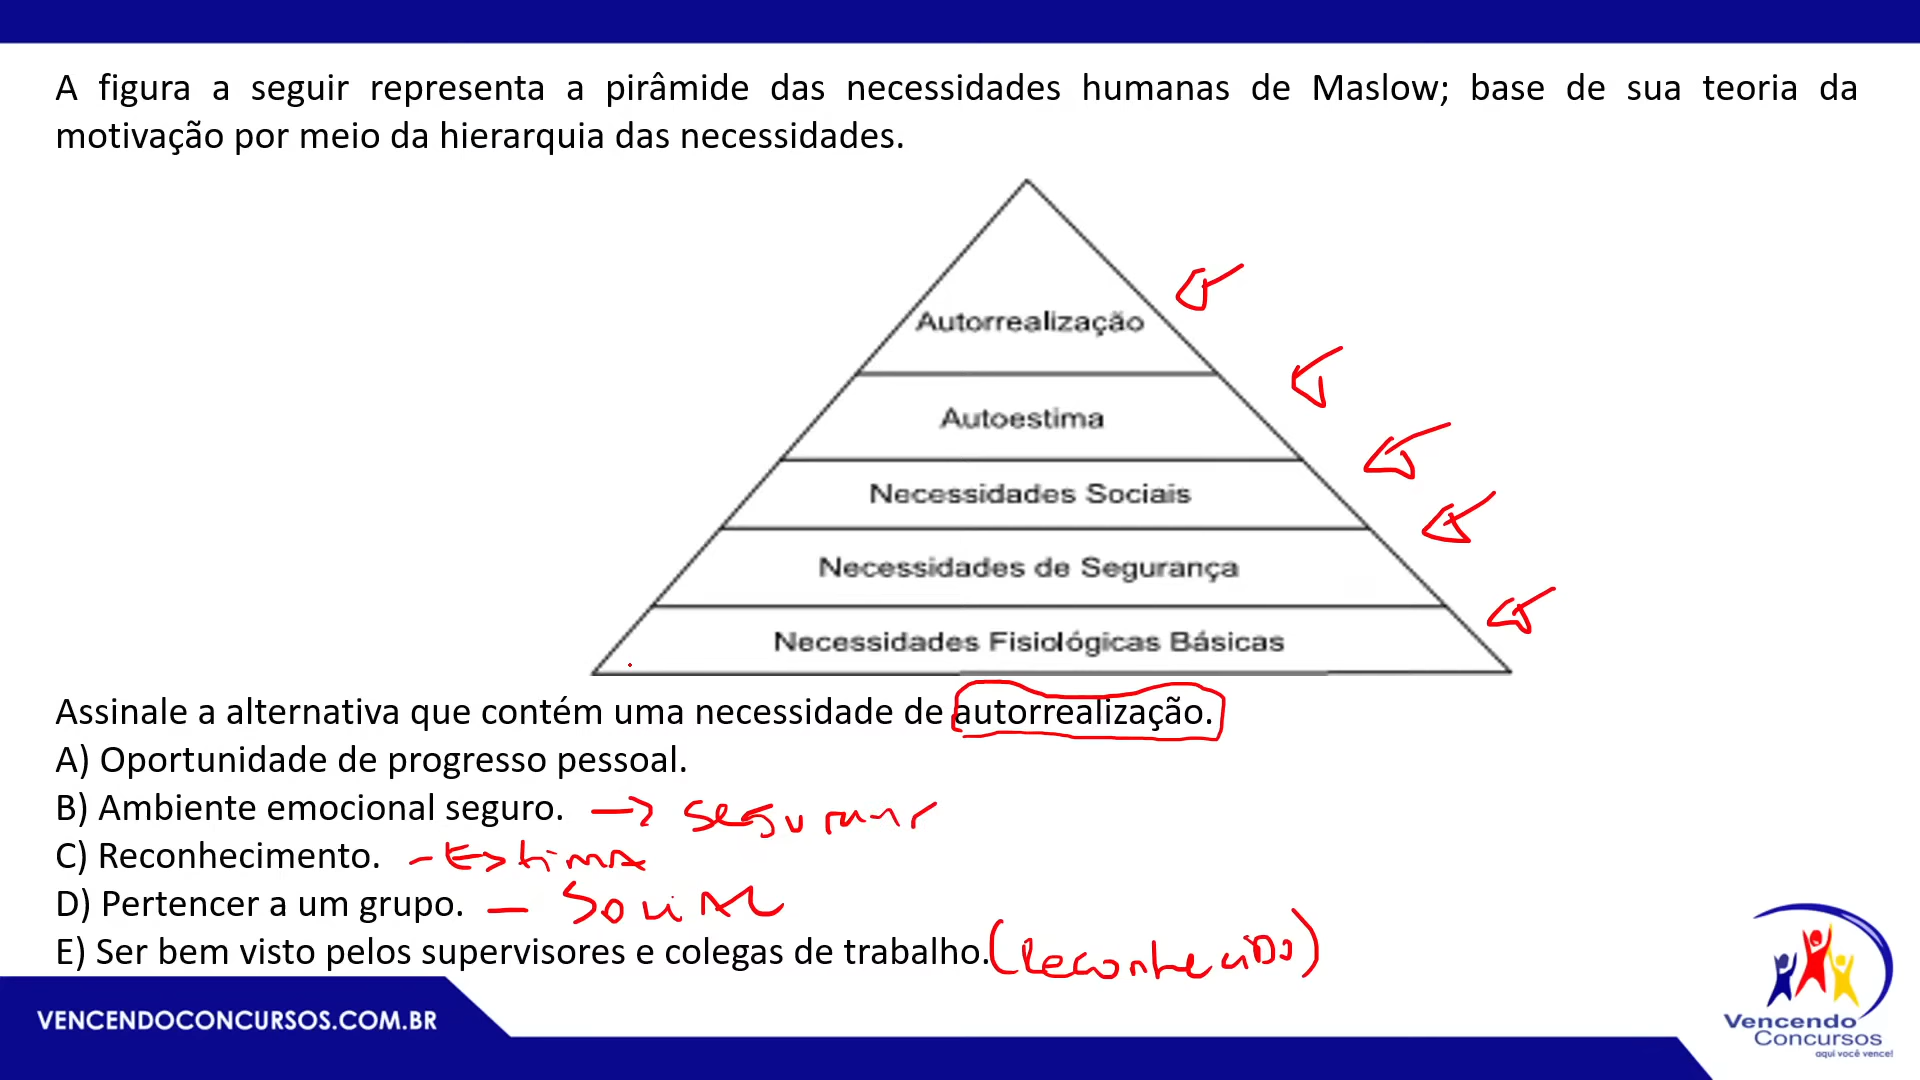 A figura a seguir representa a pirâmide das necessidades humanas de Maslow; base de sua teoria da
motivação por meio da hierarquia das necessidades.
Autorrealização
Autoestima
Necessidades Sociais
Necessidades de Segurança
Necessidades Fisiológicas Básicas
Assinale a alternativa que contém uma necessidade de autorrealização.
A) Oportunidade de progresso pessoal.
B) Ambiente emocional seguro. → Seguranç
C) Reconhecimento. - Estima
D) Pertencer a um grupo. - Social
E) Ser bem visto pelos supervisores e colegas de trabalho. (Reconhecido)
VENCENDOCONCURSOS.COM.BR
Vencendo
Concursos
aqui você vence!